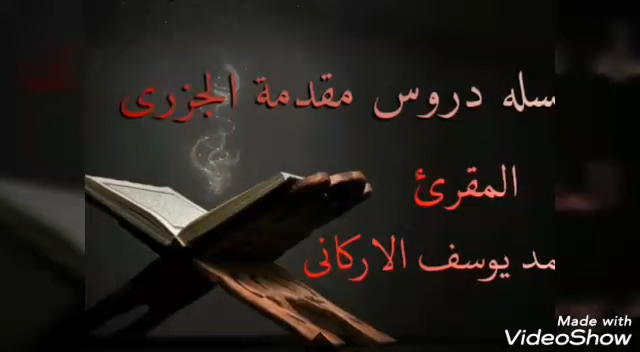 سله دروس مقدمة الجزرى
المقرئ
مد يوسف الاركانى
Made with
VideoShow